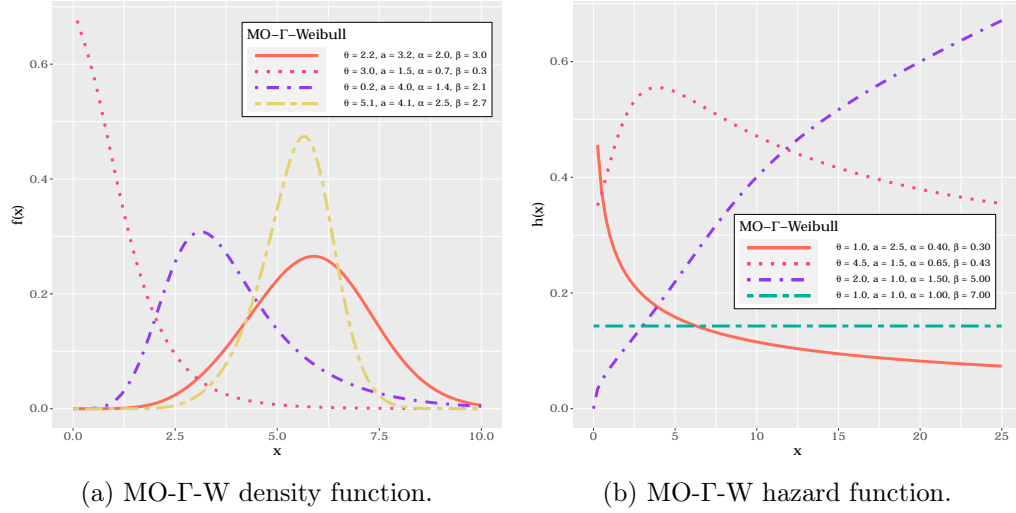 MO-Γ-Weibull
θ = 2.2, a = 3.2, α = 2.0, β = 3.0
θ = 3.0, a = 1.5, α = 0.7, β = 0.3
θ = 0.2, a = 4.0, α = 1.4, β = 2.1
θ = 5.1, a = 4.1, α = 2.5, β = 2.7
0.6
0.4
0.2
0.0
f(x)
0.0 2.5 5.0 7.5 10.0
x
(a) MO-Γ-W density function.
MO-Γ-Weibull
θ = 1.0, a = 2.5, α = 0.40, β = 0.30
θ = 4.5, a = 1.5, α = 0.65, β = 0.43
θ = 2.0, a = 1.0, α = 1.50, β = 5.00
θ = 1.0, a = 1.0, α = 1.00, β = 7.00
0.6
0.4
0.2
0.0
h(x)
0 5 10 15 20 25
x
(b) MO-Γ-W hazard function.